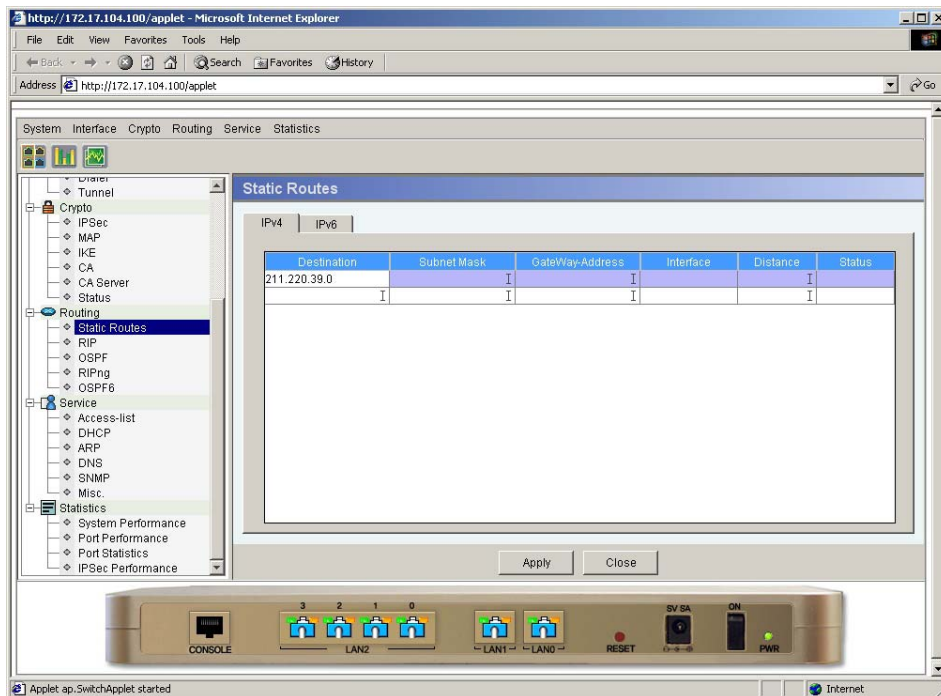 http://172.17.104.100/applet - Microsoft Internet Explorer
File Edit View Favorites Tools Help
Back Search Favorites History
Address http://172.17.104.100/applet Go
System Interface Crypto Routing Service Statistics
Dialer
Tunnel
Crypto
IPSec
MAP
IKE
CA
CA Server
Status
Routing
Static Routes
RIP
OSPF
RIPng
OSPF6
Service
Access-list
DHCP
ARP
DNS
SNMP
Misc.
Statistics
System Performance
Port Performance
Port Statistics
IPSec Performance
Static Routes
IPv4 IPv6
Destination Subnet Mask GateWay-Address Interface Distance Status
211.220.39.0
Apply Close
3 2 1 0
CONSOLE
LAN2
LAN1
LAN0
RESET
5V 5A
ON
PWR
Applet ap.SwitchApplet started
Internet